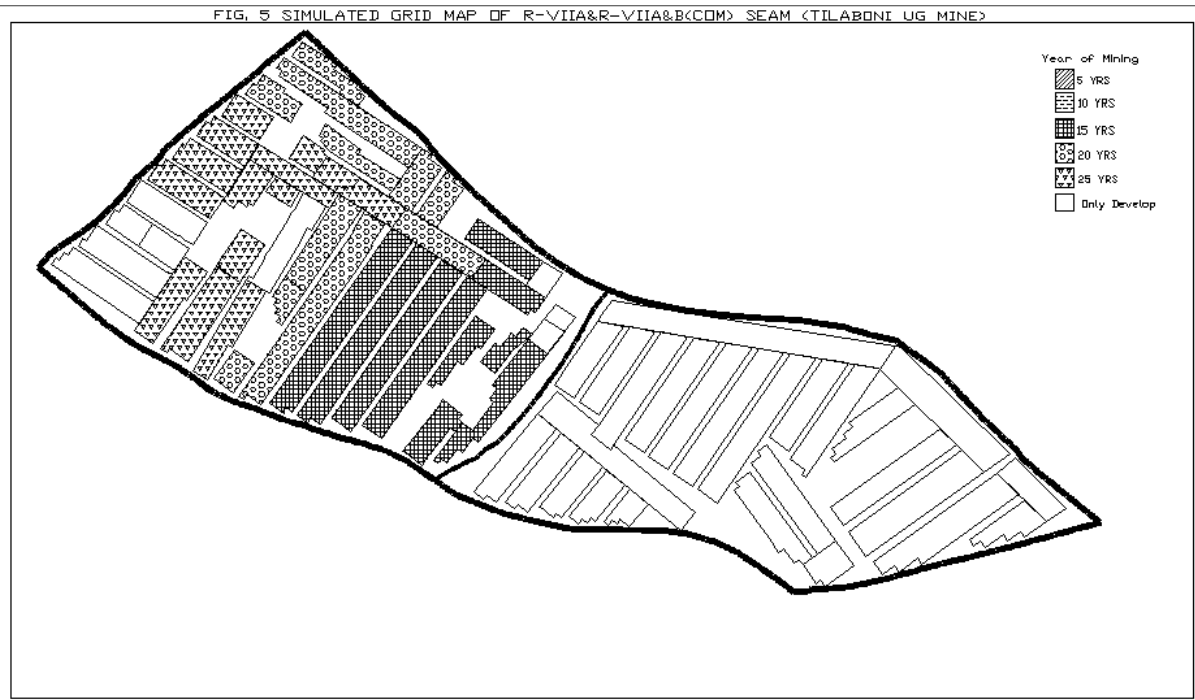 FIG. 5 SIMULATED GRID MAP OF R-VIIA&R-VIIA&B(COM) SEAM (TILABONI UG MINE)
Year of Mining
5 YRS
10 YRS
15 YRS
20 YRS
25 YRS
Only Develop